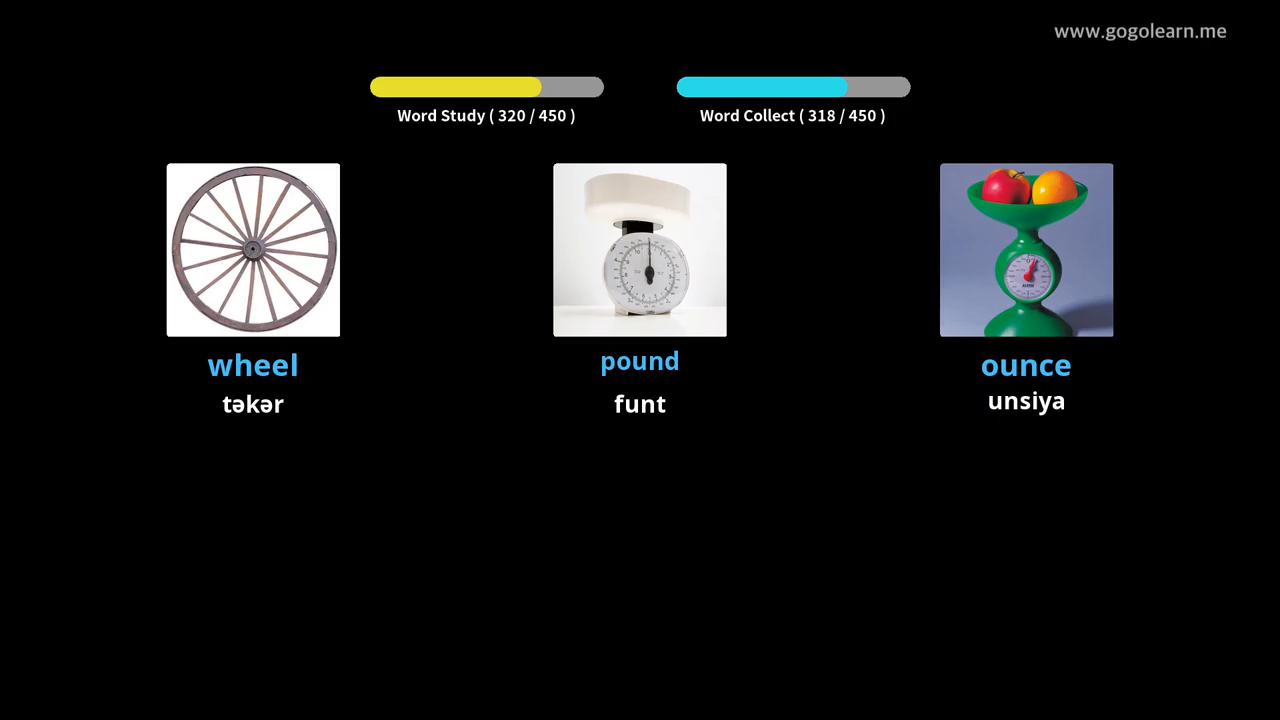 www.gogolearn.me
Word Study ( 320 / 450 )
Word Collect ( 318 / 450 )
wheel
təkər
pound
funt
ounce
unsiya